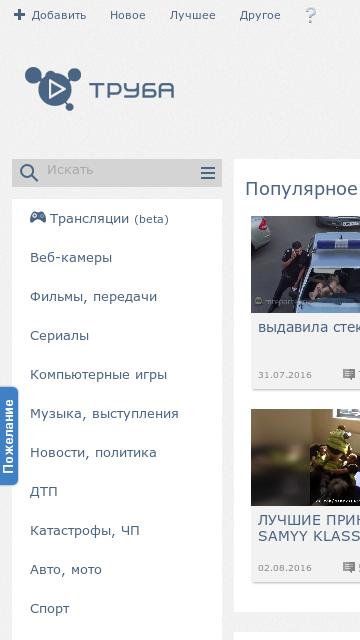 Добавить Новое Лучшее Другое ?
ТРУБА
Искать
Популярное
Трансляции (beta)
Веб-камеры
Фильмы, передачи
Сериалы
Компьютерные игры
Музыка, выступления
Новости, политика
ДТП
Катастрофы, ЧП
Авто, мото
Спорт
Пожелание
выдавила стек
31.07.2016
ЛУЧШИЕ ПРИ
SAMYY KLASS
02.08.2016